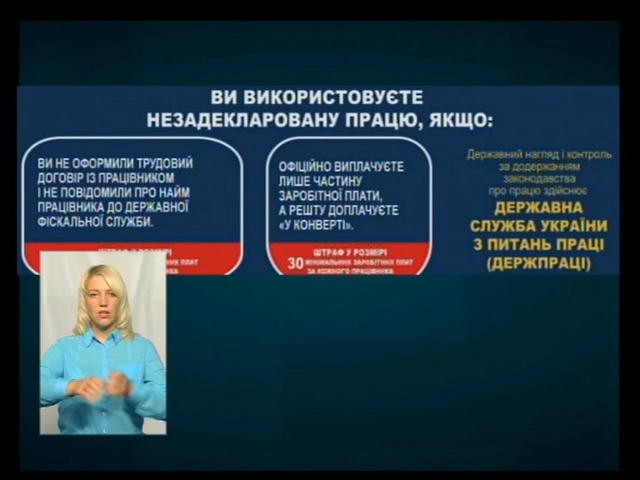 ВИ ВИКОРИСТОВУЄТЕ
НЕЗАДЕКЛАРОВАНУ ПРАЦЮ, ЯКЩО:
ВИ НЕ ОФОРМИЛИ ТРУДОВИЙ
ДОГОВІР ІЗ ПРАЦІВНИКОМ
І НЕ ПОВІДОМИЛИ ПРО НАЙМ
ПРАЦІВНИКА ДО ДЕРЖАВНОЇ
ФІСКАЛЬНОЇ СЛУЖБИ.
ОФІЦІЙНО ВИПЛАЧУЄТЕ
ЛИШЕ ЧАСТИНУ
ЗАРОБІТНОЇ ПЛАТИ,
А РЕШТУ ДОПЛАЧУЄТЕ
«У КОНВЕРТІ».
ШТРАФ У РОЗМІРІ
30 МІНІМАЛЬНИХ ЗАРОБІТНИХ ПЛАТ
ЗА КОЖНОГО ПРАЦІВНИКА
Державний нагляд і контроль
за додержанням
законодавства
про працю здійснює
ДЕРЖАВНА
СЛУЖБА УКРАЇНИ
З ПИТАНЬ ПРАЦІ
(ДЕРЖПРАЦІ)